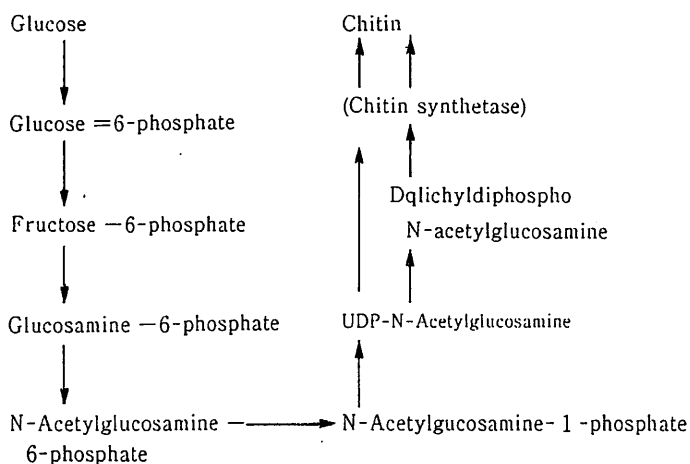 Glucose
Glucose =6-phosphate
Fructose —6-phosphate
Glucosamine —6-phosphate
N-Acetylglucosamine —
6-phosphate
Chitin
(Chitin synthetase)
Dqlichyldiphospho
N-acetylglucosamine
UDP-N-Acetylglucosamine
N-Acetylgucosamine- 1 -phosphate